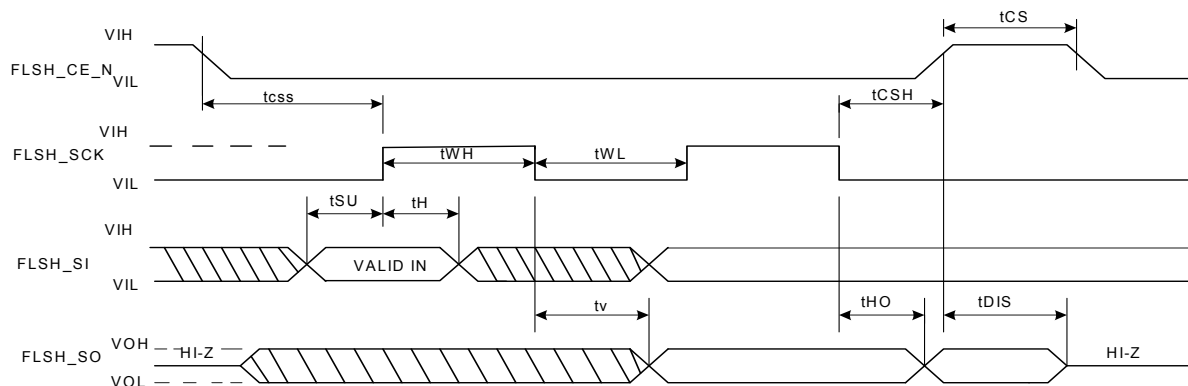 tCS
VIH
FLSH_CE_N
VIL
tcss
tCSH
VIH
FLSH_SCK
tWH
tWL
VIL
tSU
tH
VIH
FLSH_SI
VALID IN
VIL
tv
tHO
tDIS
VOH
HI-Z
HI-Z
FLSH_SO
VOL